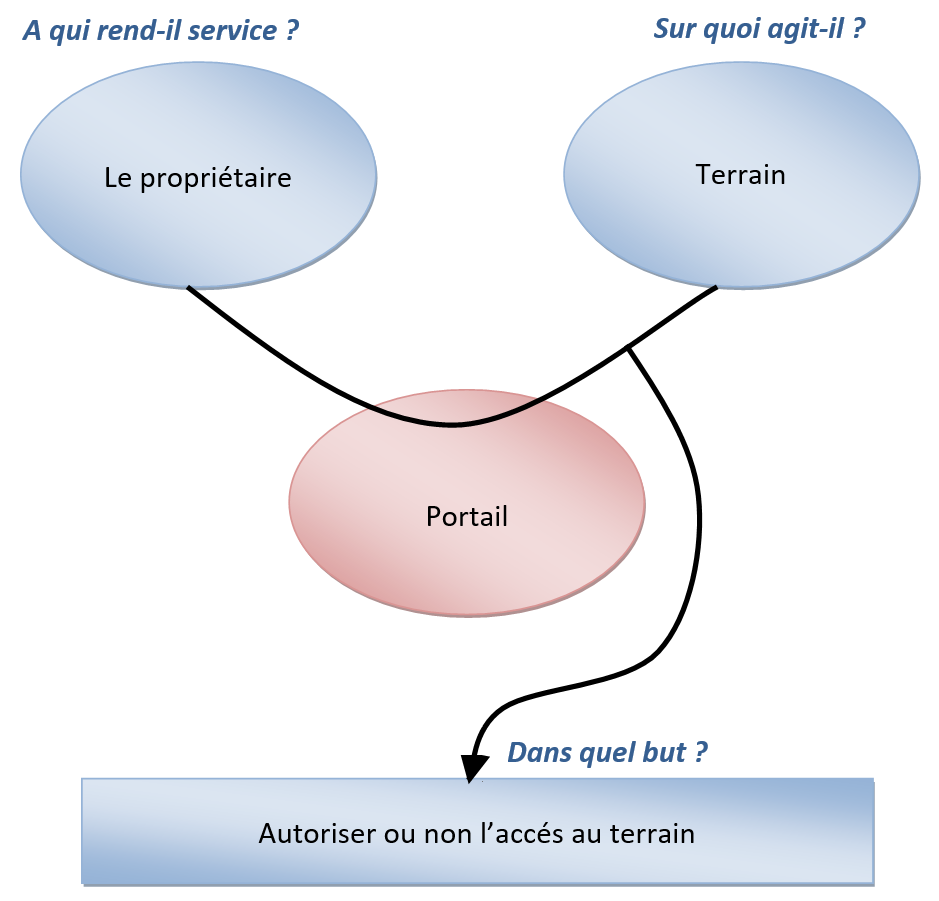 A qui rend-il service ?
Sur quoi agit-il ?
Le propriétaire
Terrain
Portail
Dans quel but ?
Autoriser ou non l’accés au terrain